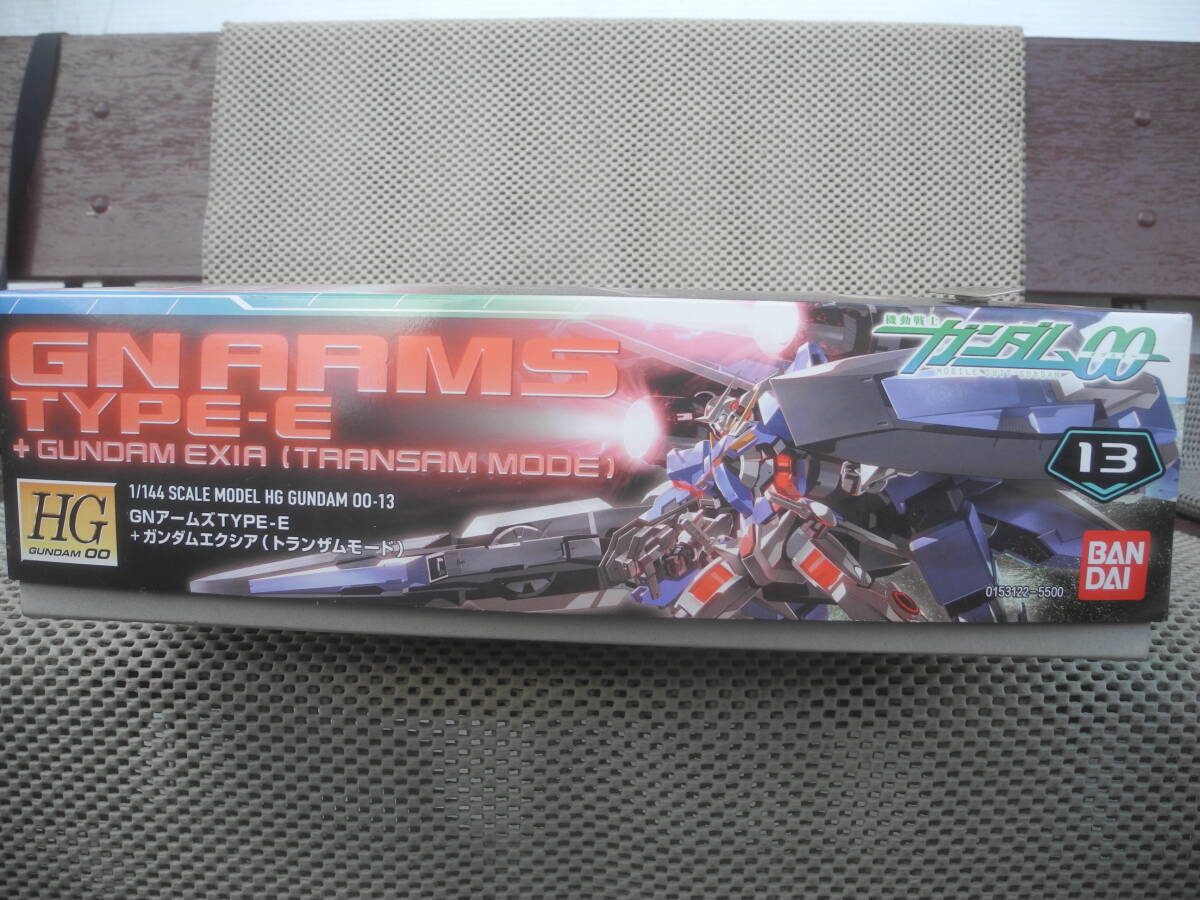 GN ARMS
TYPE-E
+ GUNDAM EXIA (TRANSAM MODE)
HG
GUNDAM 00
1/144 SCALE MODEL HG GUNDAM 00-13
GNアームズTYPE-E
+ガンダムエクシア(トランザムモード)
機動戦士
ガンダム00
MOBILE SUIT GUNDAM
13
BAN
DAI
0153122-5500